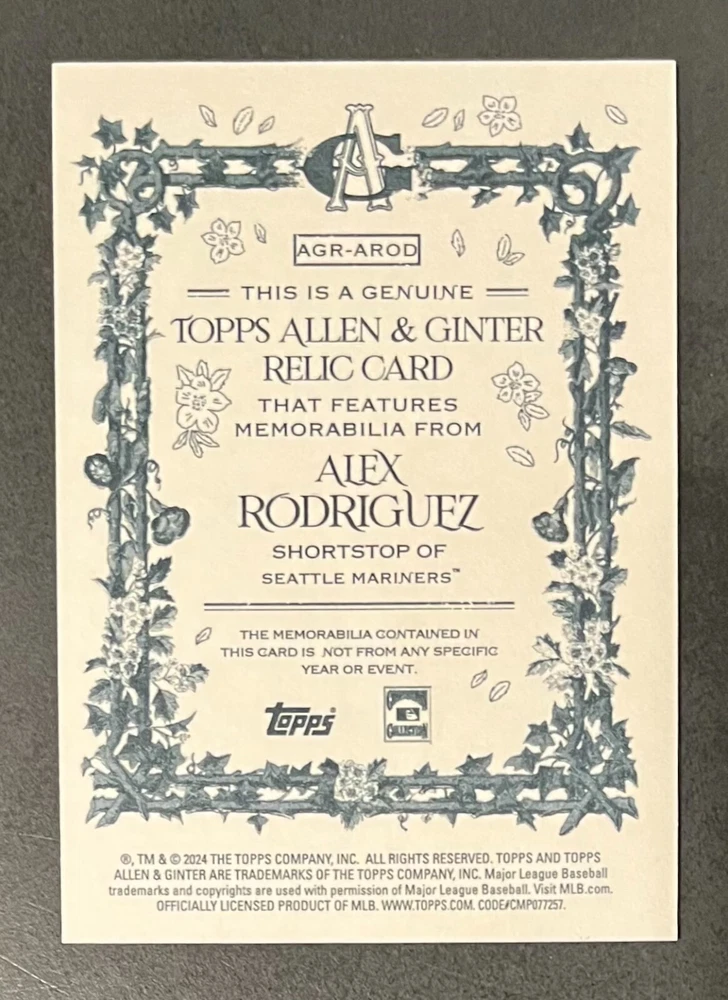 AG
AGR-AROD
THIS IS A GENUINE
TOPPS ALLEN & GINTER
RELIC CARD
THAT FEATURES
MEMORABILIA FROM
ALEX
RODRIGUEZ
SHORTSTOP OF
SEATTLE MARINERS™
THE MEMORABILIA CONTAINED IN
THIS CARD IS NOT FROM ANY SPECIFIC
YEAR OR EVENT.
Topps
COLLECTION
®, TM & © 2024 THE TOPPS COMPANY, INC. ALL RIGHTS RESERVED. TOPPS AND TOPPS
ALLEN & GINTER ARE TRADEMARKS OF THE TOPPS COMPANY, INC. Major League Baseball
trademarks and copyrights are used with permission of Major League Baseball. Visit MLB.com.
OFFICIALLY LICENSED PRODUCT OF MLB. WWW.TOPPS.COM. CODE#CMP077257.